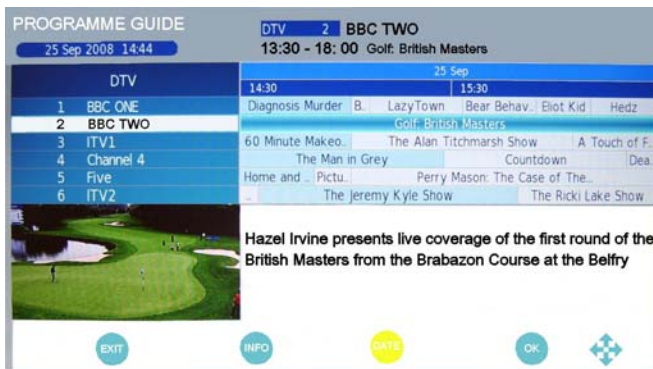 PROGRAMME GUIDE
25 Sep 2008 14:44
DTV 2 BBC TWO
13:30 - 18: 00 Golf: British Masters
DTV
25 Sep
14:30 15:30
1 BBC ONE Diagnosis Murder B.. LazyTown Bear Behav.. Eliot Kid Hedz
2 BBC TWO Golf: British Masters
3 ITV1 60 Minute Makeo.. The Alan Titchmarsh Show A Touch of F..
4 Channel 4 The Man in Grey Countdown Dea..
5 Five Home and .. Pictu.. Perry Mason: The Case of The..
6 ITV2 .. The Jeremy Kyle Show The Ricki Lake Show
Hazel Irvine presents live coverage of the first round of the
British Masters from the Brabazon Course at the Belfry
EXIT INFO DATE OK